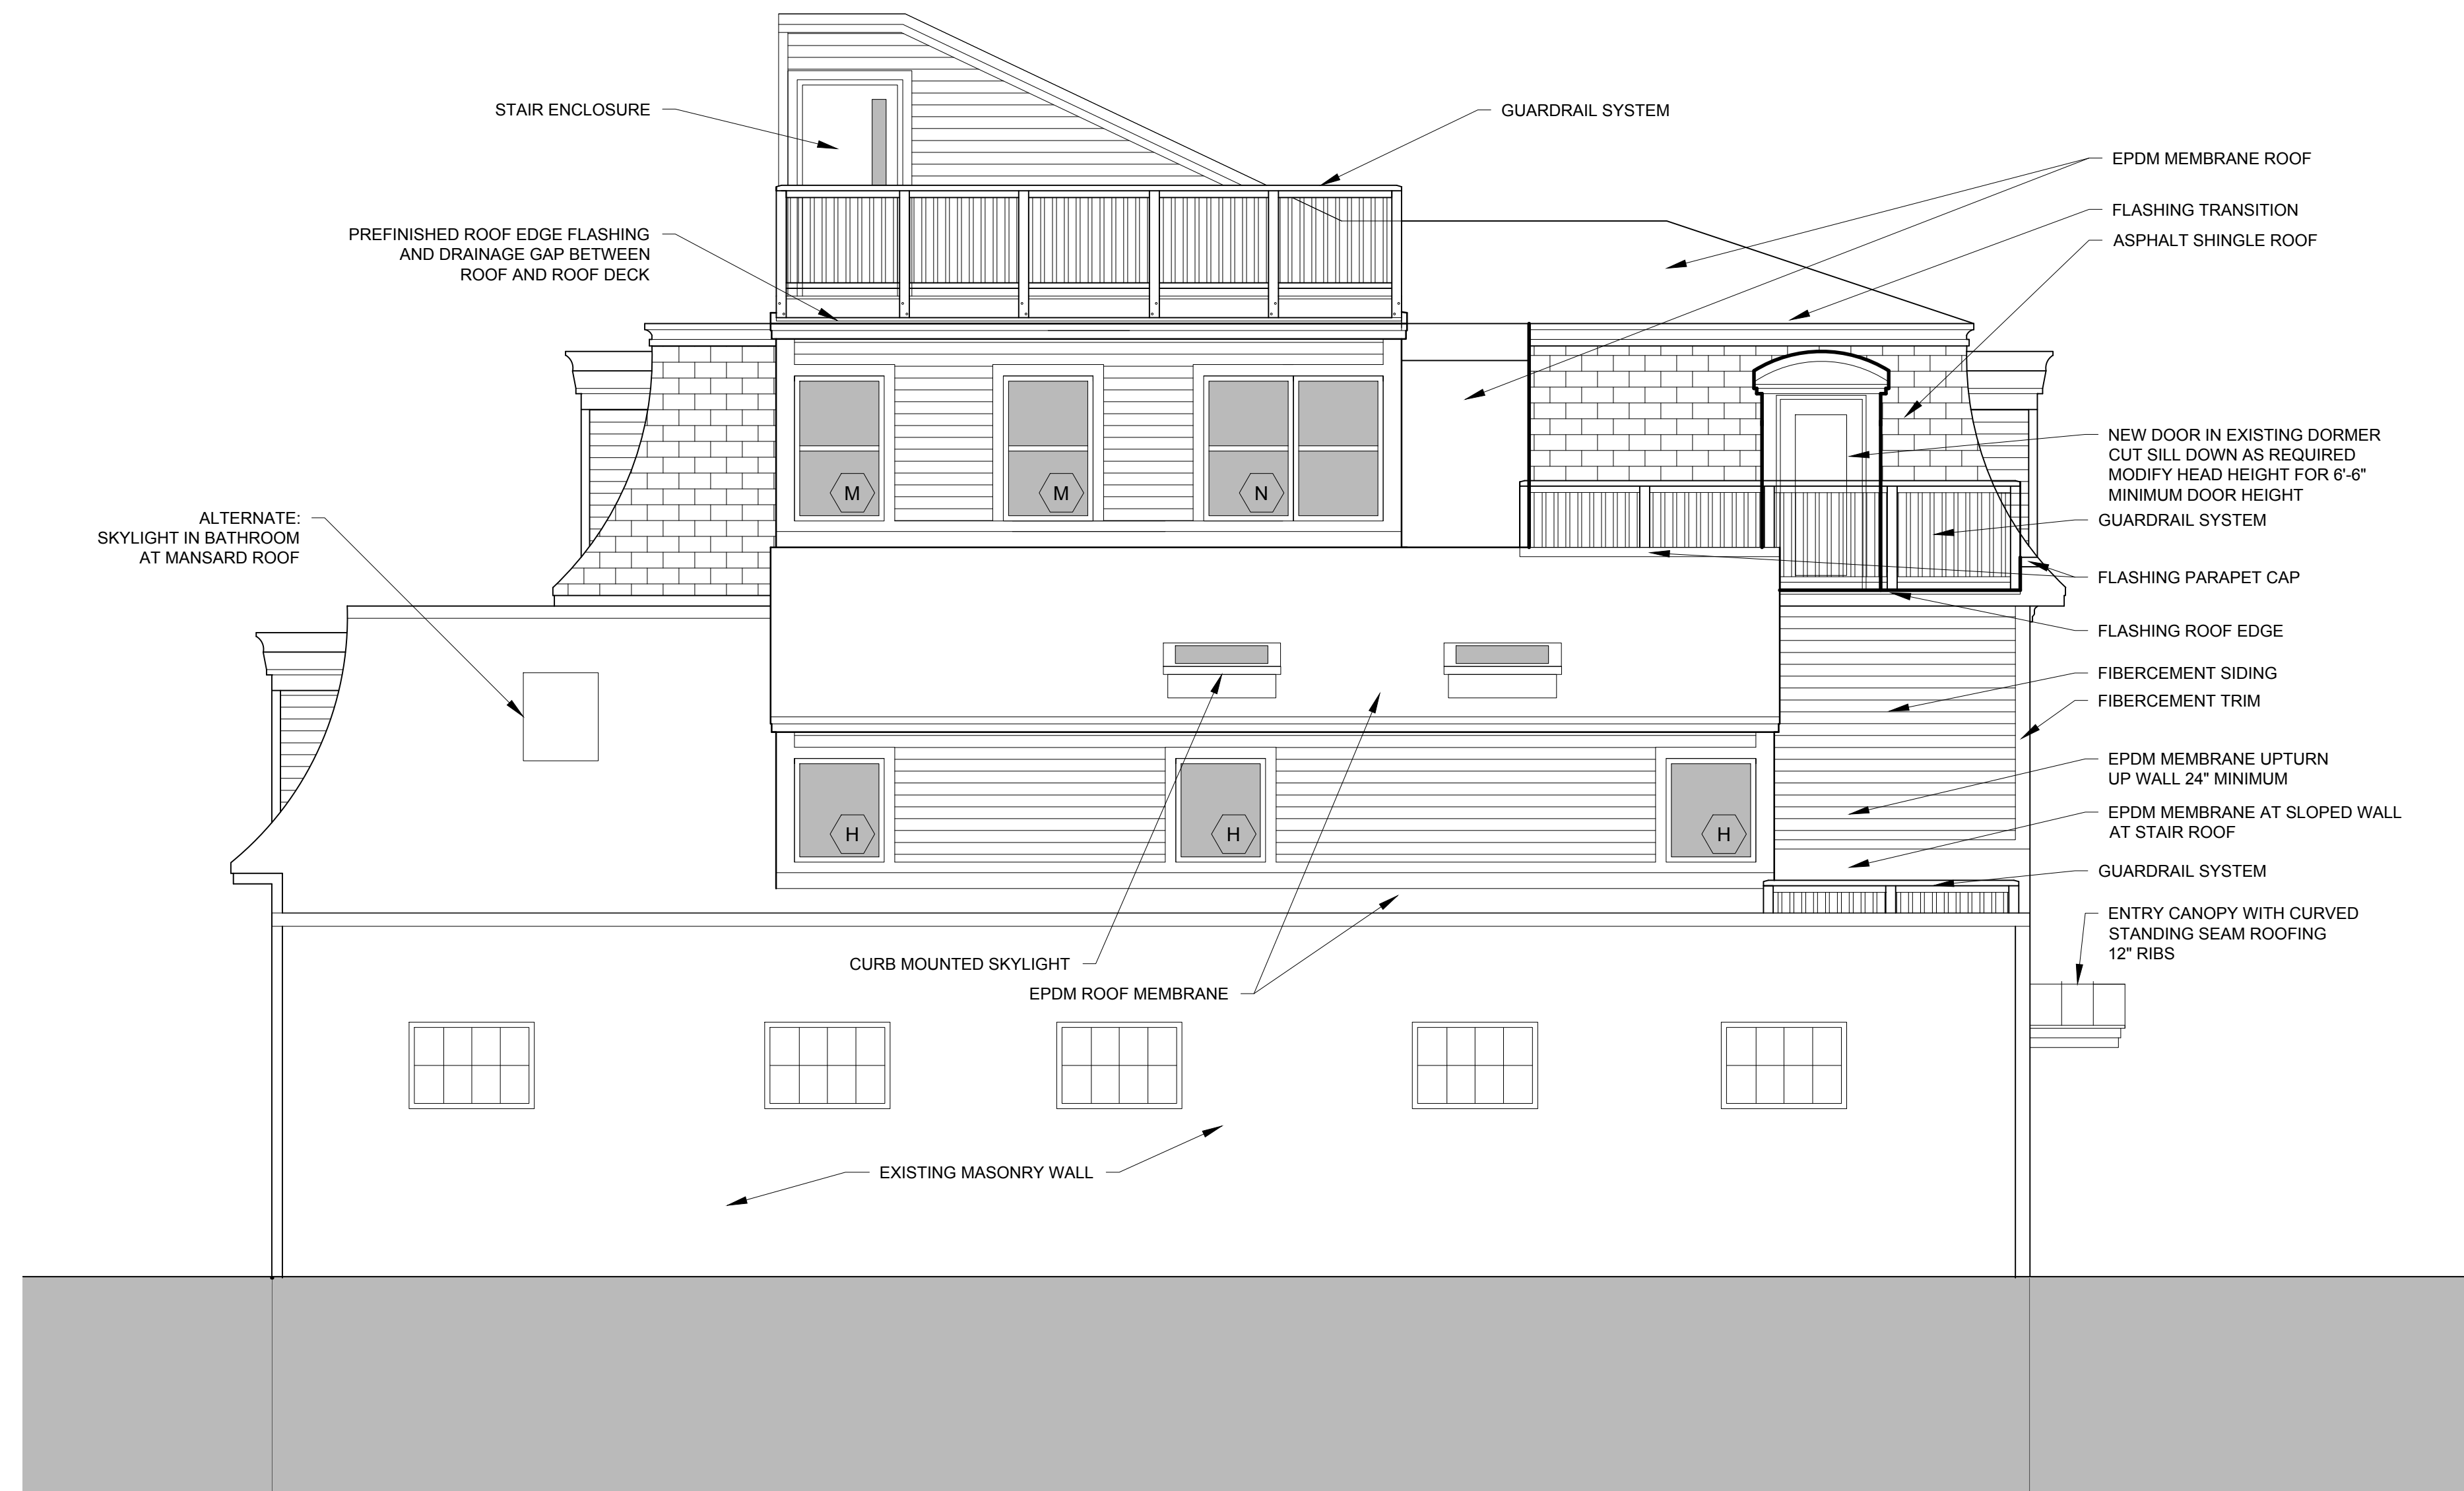 STAIR ENCLOSURE
GUARDRAIL SYSTEM
EPDM MEMBRANE ROOF
FLASHING TRANSITION
ASPHALT SHINGLE ROOF
PREFINISHED ROOF EDGE FLASHING
AND DRAINAGE GAP BETWEEN
ROOF AND ROOF DECK
NEW DOOR IN EXISTING DORMER
CUT SILL DOWN AS REQUIRED
MODIFY HEAD HEIGHT FOR 6'-6"
MINIMUM DOOR HEIGHT
M
M
N
ALTERNATE:
SKYLIGHT IN BATHROOM
AT MANSARD ROOF
GUARDRAIL SYSTEM
FLASHING PARAPET CAP
FLASHING ROOF EDGE
FIBERCEMENT SIDING
FIBERCEMENT TRIM
EPDM MEMBRANE UPTURN
UP WALL 24" MINIMUM
EPDM MEMBRANE AT SLOPED WALL
AT STAIR ROOF
H
H
H
GUARDRAIL SYSTEM
ENTRY CANOPY WITH CURVED
STANDING SEAM ROOFING
12" RIBS
CURB MOUNTED SKYLIGHT
EPDM ROOF MEMBRANE
EXISTING MASONRY WALL